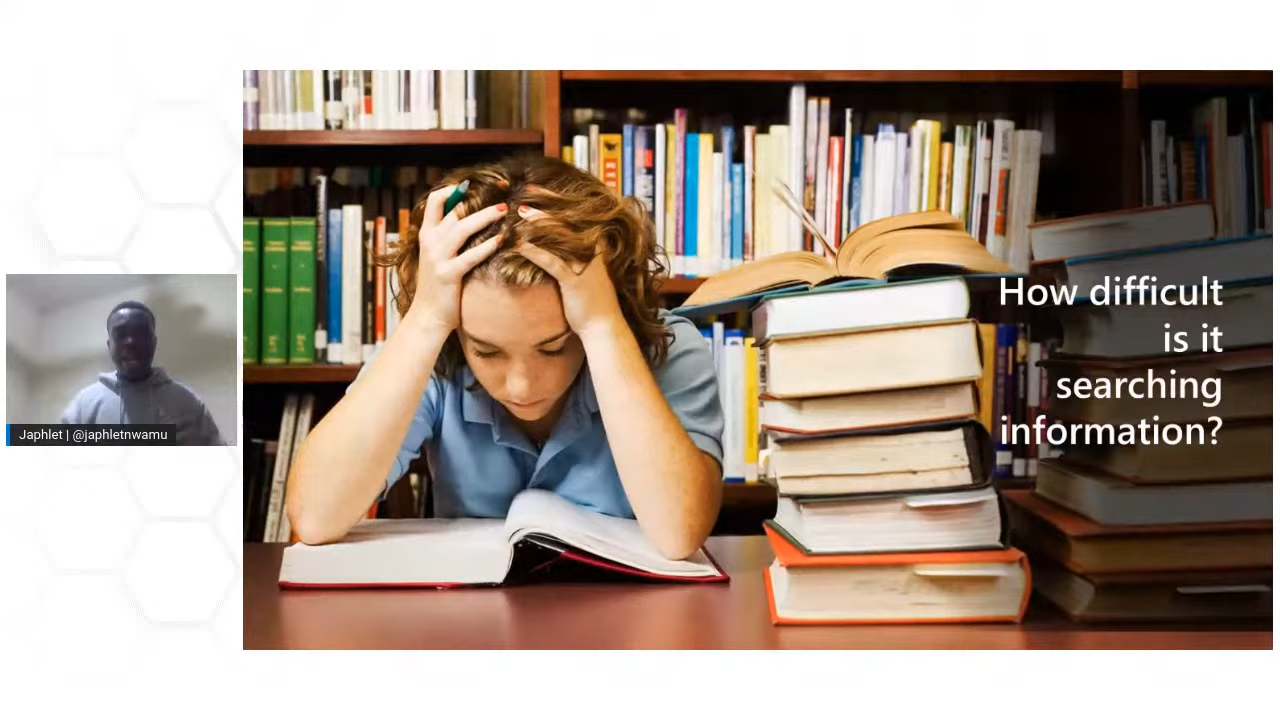 Japhlet | @japhletnwamu
How difficult
is it
searching
information?